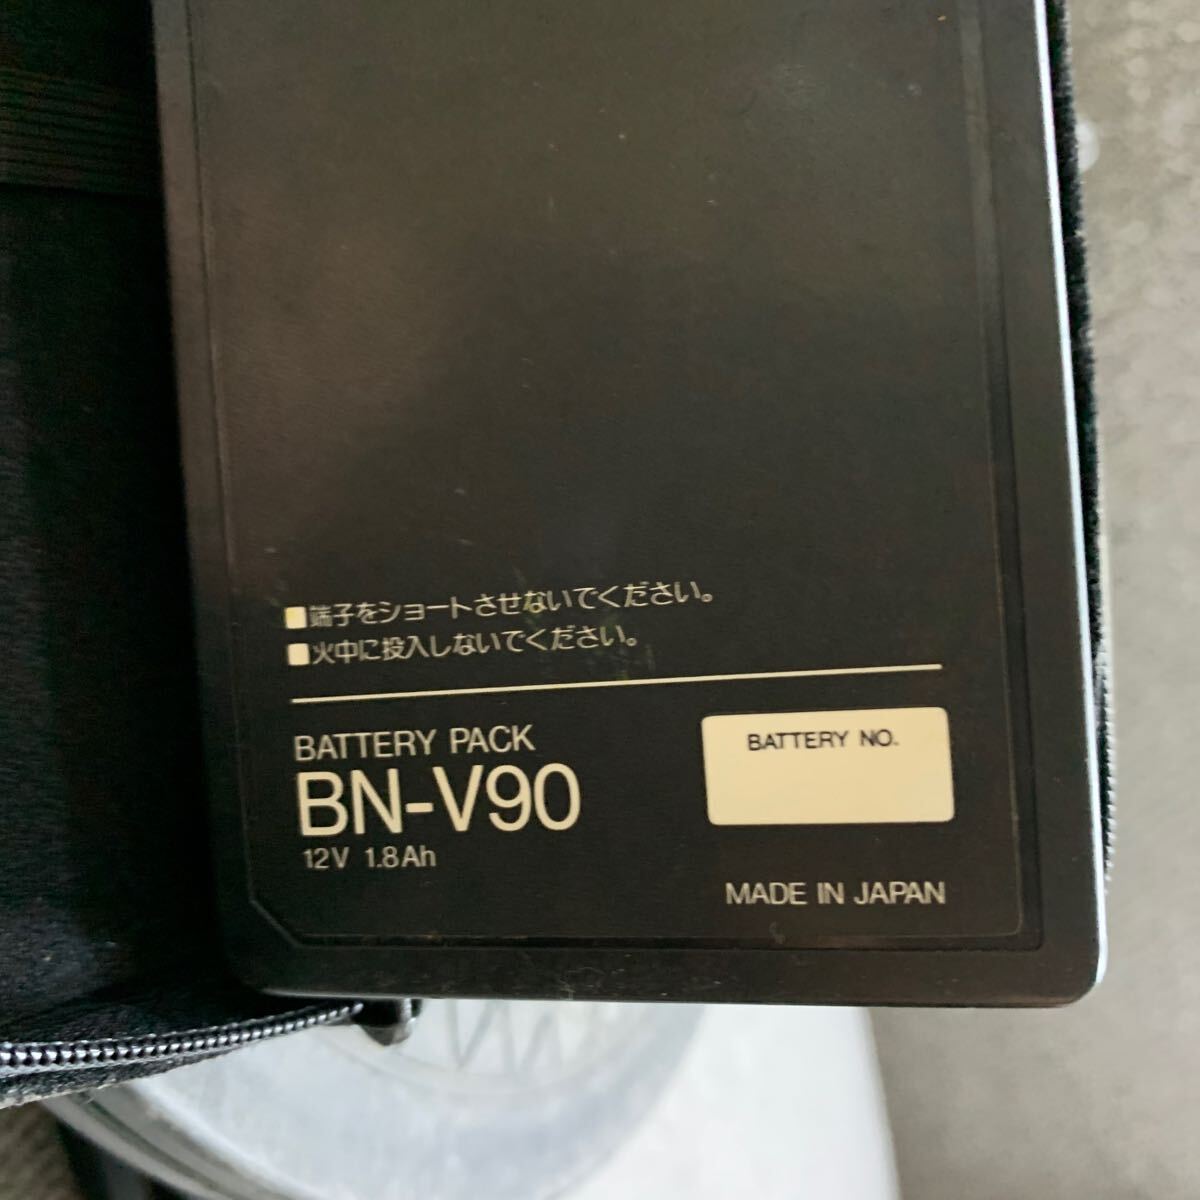 ■端子をショートさせないでください。
■火中に投入しないでください。
BATTERY PACK
BN-V90
12V 1.8Ah
BATTERY NO.
MADE IN JAPAN